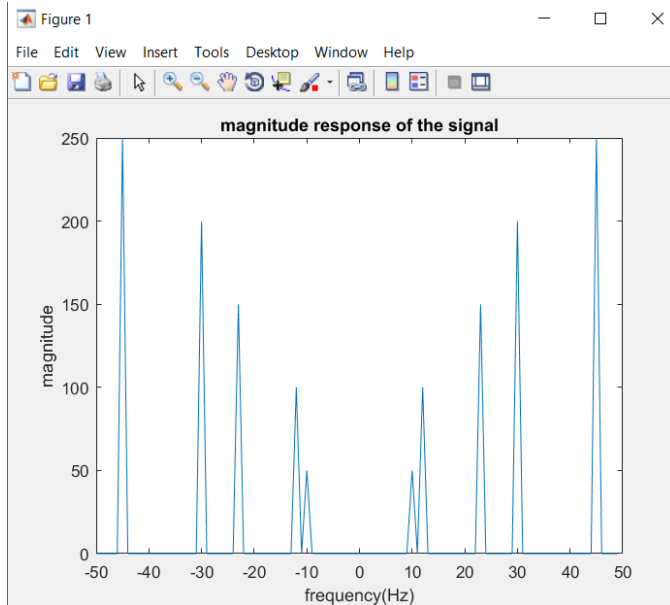 Figure 1
File Edit View Insert Tools Desktop Window Help
magnitude response of the signal
250
200
150
100
50
0
magnitude
-50 -40 -30 -20 -10 0 10 20 30 40 50
frequency(Hz)